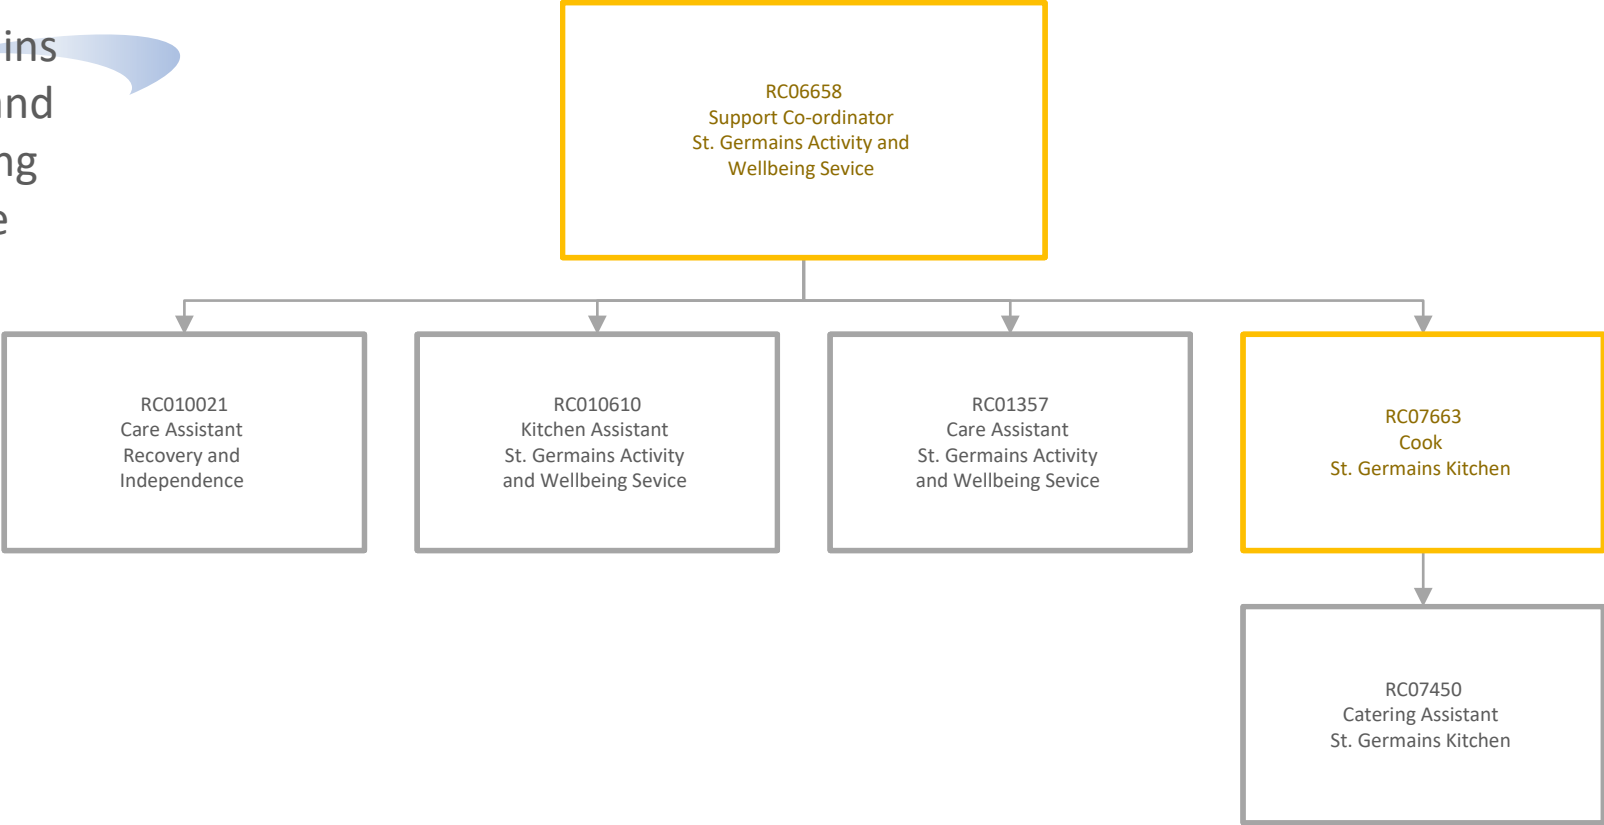 ins
and
ng
e
RC06658
Support Co-ordinator
St. Germains Activity and
Wellbeing Sevice
RC010021
Care Assistant
Recovery and
Independence
RC010610
Kitchen Assistant
St. Germains Activity
and Wellbeing Sevice
RC01357
Care Assistant
St. Germains Activity
and Wellbeing Sevice
RC07663
Cook
St. Germains Kitchen
RC07450
Catering Assistant
St. Germains Kitchen